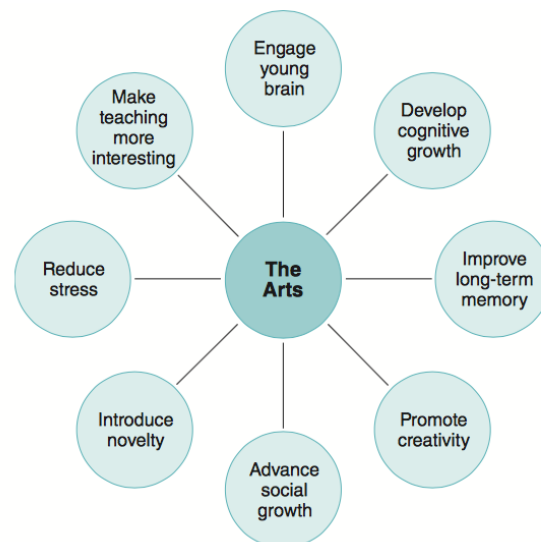 Engage
young
brain
Develop
cognitive
growth
Improve
long-term
memory
Promote
creativity
Advance
social
growth
Introduce
novelty
Reduce
stress
Make
teaching
more
interesting
The
Arts